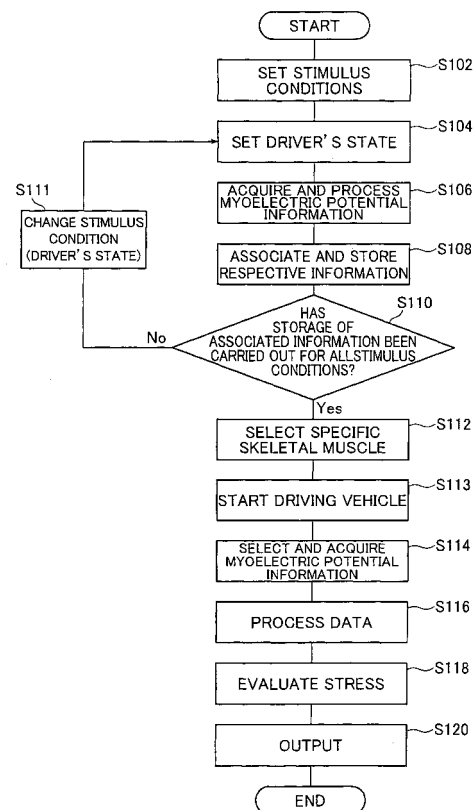 START
S102
SET STIMULUS
CONDITIONS
S104
SET DRIVER'S STATE
S111
CHANGE STIMULUS
CONDITION
(DRIVER'S STATE)
S106
ACQUIRE AND PROCESS
MYOELECTRIC POTENTIAL
INFORMATION
S108
ASSOCIATE AND STORE
RESPECTIVE INFORMATION
S110
HAS
STORAGE OF
ASSOCIATED INFORMATION BEEN
CARRIED OUT FOR ALLSTIMULUS
CONDITIONS?
No
Yes
S112
SELECT SPECIFIC
SKELETAL MUSCLE
S113
START DRIVING VEHICLE
S114
SELECT AND ACQUIRE
MYOELECTRIC POTENTIAL
INFORMATION
S116
PROCESS DATA
S118
EVALUATE STRESS
S120
OUTPUT
END